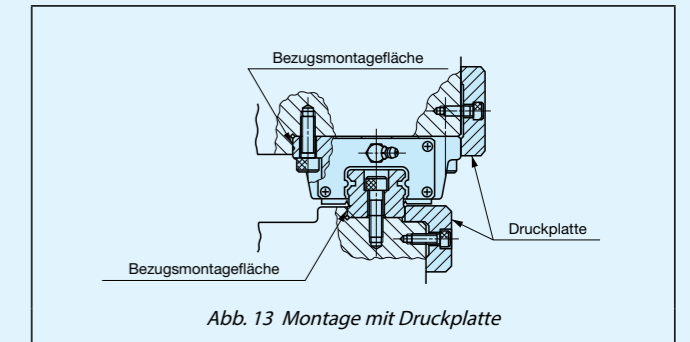 Bezugsmontagefläche
Druckplatte
Bezugsmontagefläche
Abb. 13 Montage mit Druckplatte